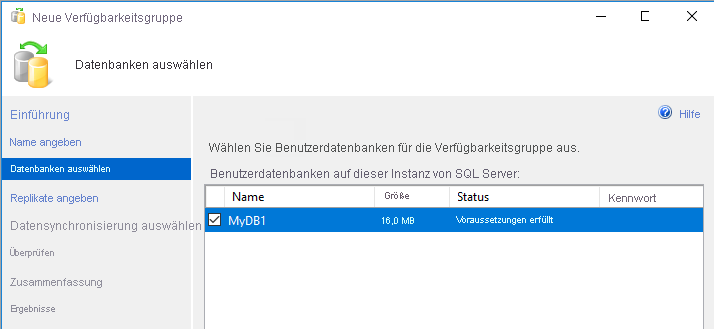 Neue Verfügbarkeitsgruppe
Datenbanken auswählen
Einführung
Name angeben
Datenbanken auswählen
Replikate angeben
Datensynchronisierung auswählen
Überprüfen
Zusammenfassung
Ergebnisse
Hilfe
Wählen Sie Benutzerdatenbanken für die Verfügbarkeitsgruppe aus.
Benutzerdatenbanken auf dieser Instanz von SQL Server:
Name Größe Status Kennwort
MyDB1 16,0 MB Voraussetzungen erfüllt